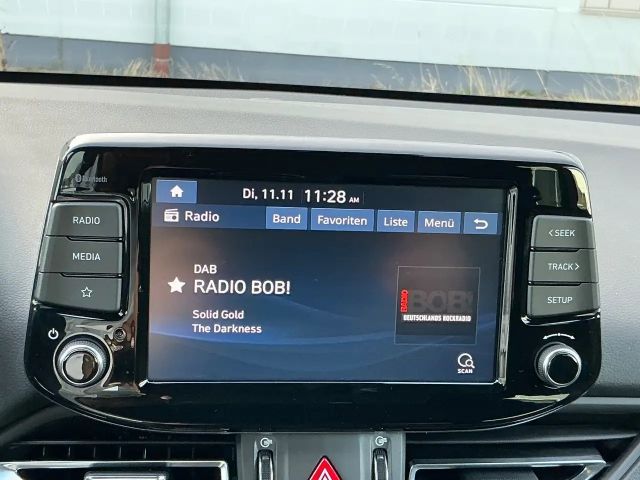 Bluetooth
Di, 11.11 11:28 AM
Radio Band Favoriten Liste Menü
RADIO
MEDIA
DAB
RADIO BOB!
Solid Gold
The Darkness
RADIO BOB!
DEUTSCHLANDS ROCKRADIO
SCAN
< SEEK
TRACK >
SETUP